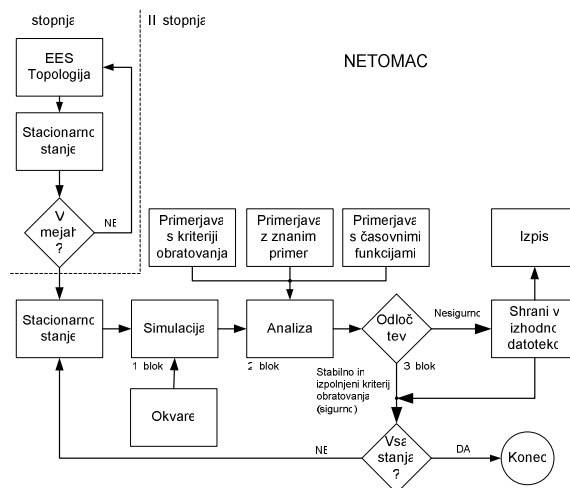 stopnja
II stopnja
NETOMAC
EES
Topologija
Stacionarno
stanje
V
mejah
?
NE
Primerjava
s kriteriji
obratovanja
Primerjava
z znanim
primer
Primerjava
s časovnimi
funkcijami
Izpis
Stacionarno
stanje
Simulacija
1 blok
Analiza
2 blok
Odloč
tev
3 blok
Nesigurno
Shrani v
izhodno
datoteko
Stabilno in
izpolnjeni kriterij
obratovanja
(sigurno)
Okvare
Vsa
stanja
?
NE
DA
Konec